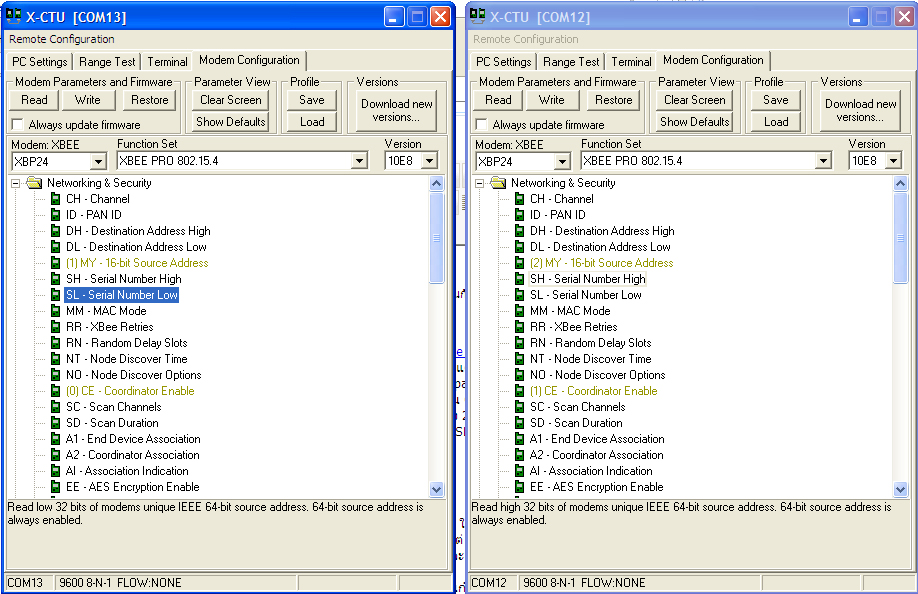 X-CTU [COM13]
Remote Configuration
PC Settings Range Test Terminal Modem Configuration
Modem Parameters and Firmware Parameter View Profile Versions
Read Write Restore Clear Screen Save Download new versions...
Always update firmware Show Defaults Load
Modem: XBEE Function Set Version
XBP24 XBEE PRO 802.15.4 10E8
Networking & Security
CH - Channel
ID - PAN ID
DH - Destination Address High
DL - Destination Address Low
(1) MY - 16-bit Source Address
SH - Serial Number High
SL - Serial Number Low
MM - MAC Mode
RR - XBee Retries
RN - Random Delay Slots
NT - Node Discover Time
NO - Node Discover Options
(0) CE - Coordinator Enable
SC - Scan Channels
SD - Scan Duration
A1 - End Device Association
A2 - Coordinator Association
AI - Association Indication
EE - AES Encryption Enable
Read low 32 bits of modems unique IEEE 64-bit source address. 64-bit source address is
always enabled.
COM13 9600 8-N-1 FLOW:NONE
X-CTU [COM12]
Remote Configuration
PC Settings Range Test Terminal Modem Configuration
Modem Parameters and Firmware Parameter View Profile Versions
Read Write Restore Clear Screen Save Download new versions...
Always update firmware Show Defaults Load
Modem: XBEE Function Set Version
XBP24 XBEE PRO 802.15.4 10E8
Networking & Security
CH - Channel
ID - PAN ID
DH - Destination Address High
DL - Destination Address Low
(2) MY - 16-bit Source Address
SH - Serial Number High
SL - Serial Number Low
MM - MAC Mode
RR - XBee Retries
RN - Random Delay Slots
NT - Node Discover Time
NO - Node Discover Options
(1) CE - Coordinator Enable
SC - Scan Channels
SD - Scan Duration
A1 - End Device Association
A2 - Coordinator Association
AI - Association Indication
EE - AES Encryption Enable
Read high 32 bits of modems unique IEEE 64-bit source address. 64-bit source address is
always enabled.
COM12 9600 8-N-1 FLOW:NONE